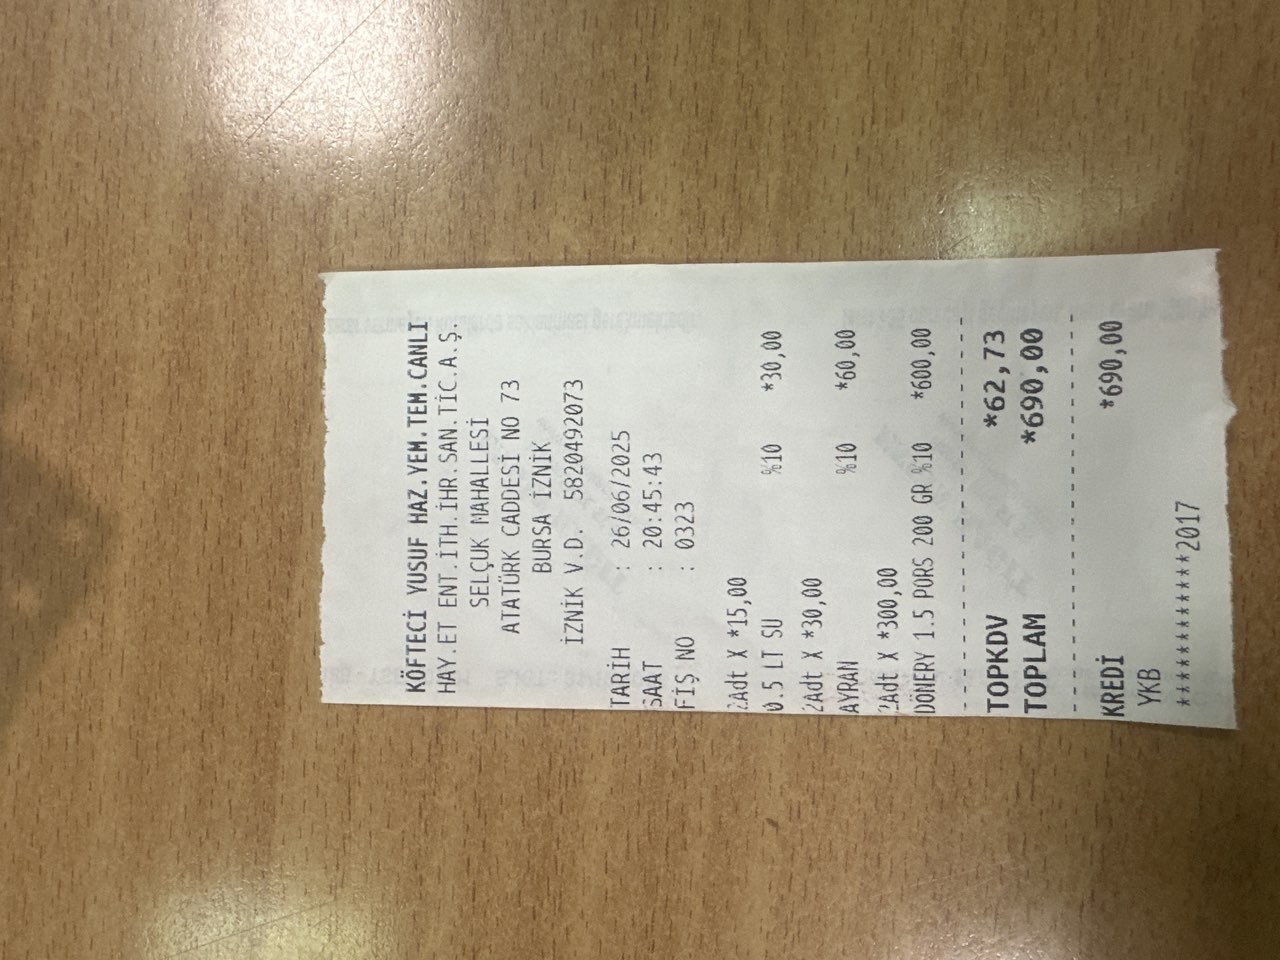 KÖFTECİ YUSUF HAZ.YEM.TEM.CANLI
HAY.ET ENT.İTH.İHR.SAN.TİC.A.Ş.
SELÇUK MAHALLESİ
ATATÜRK CADDESİ NO 73
BURSA İZNİK
İZNİK V.D. 5820492073
TARİH : 26/06/2025
SAAT : 20:45:43
FİŞ NO : 0323
2Adt X *15,00
0.5 LT SU %10 *30,00
2Adt X *30,00
AYRAN %10 *60,00
2Adt X *300,00
DÖNERY 1.5 PORS 200 GR %10 *600,00
TOPKDV *62,73
TOPLAM *690,00
KREDİ *690,00
YKB
************2017